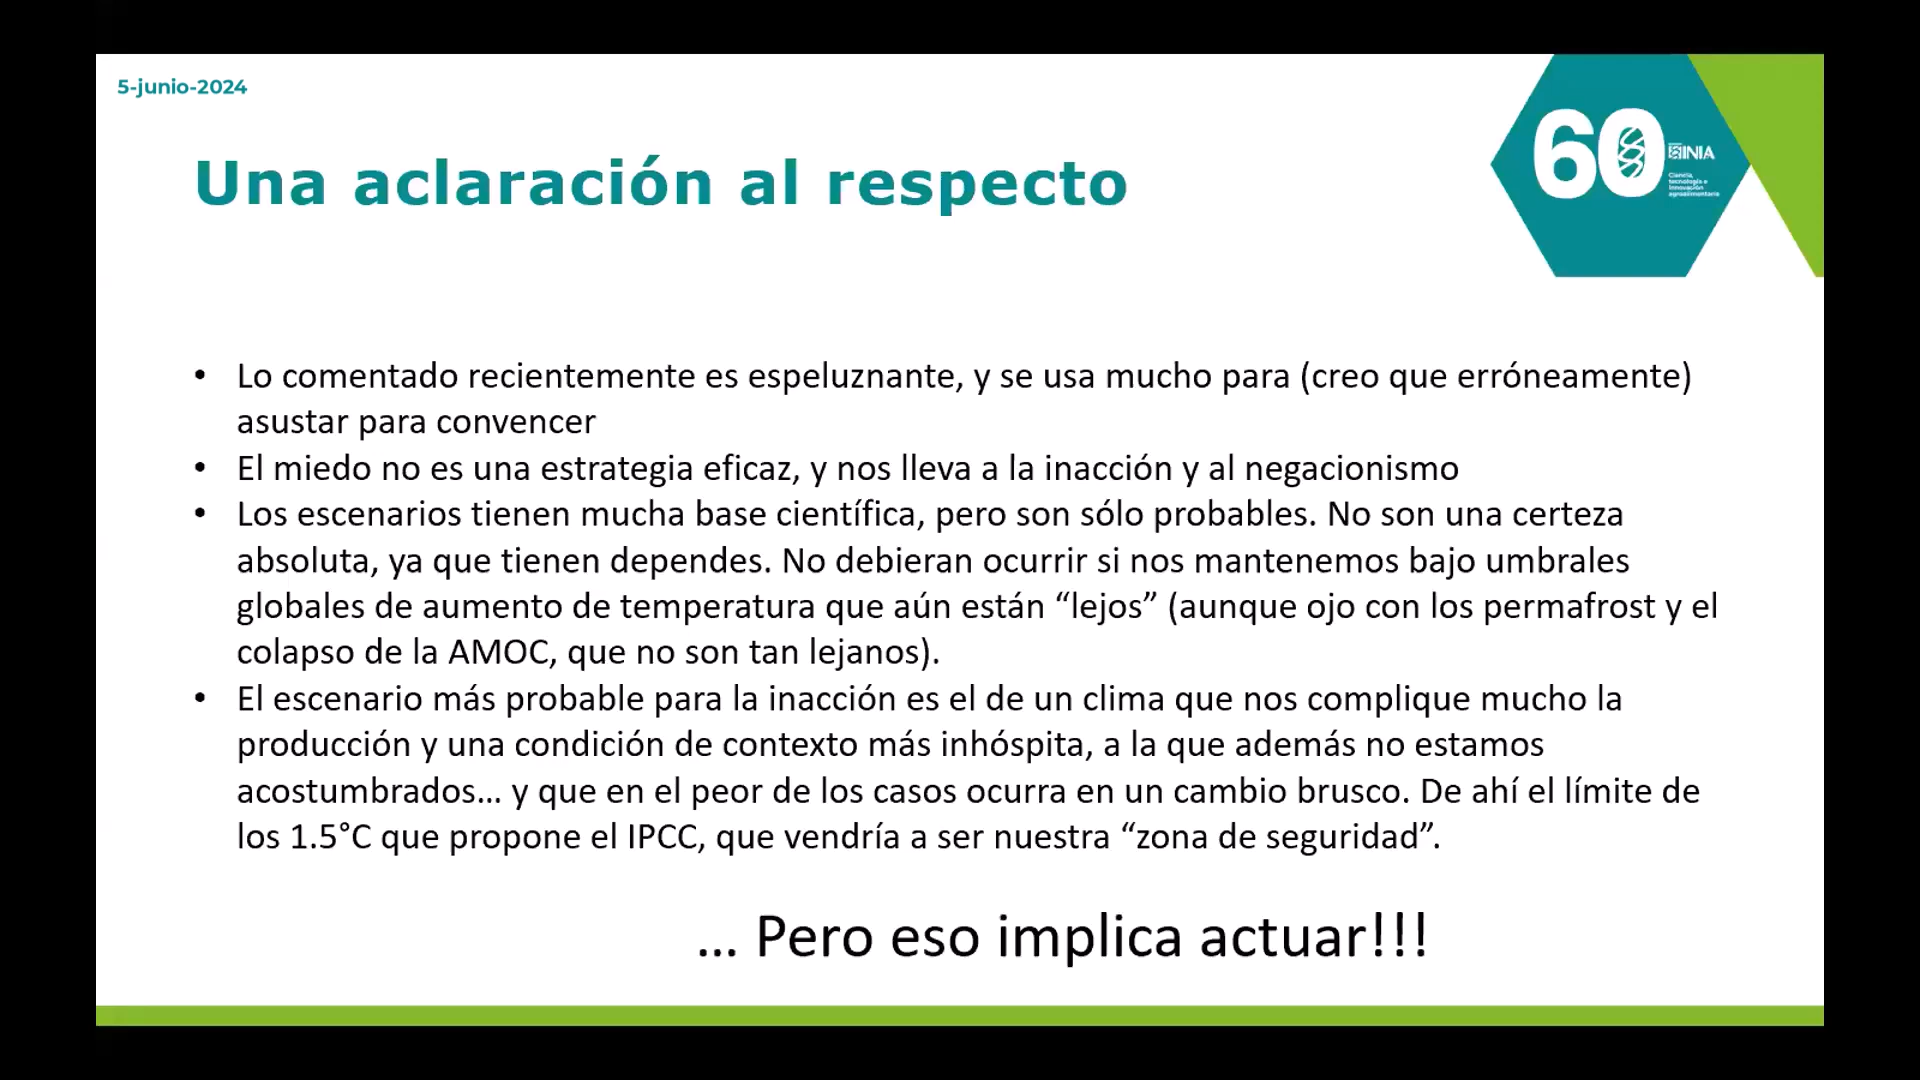 5-junio-2024
60
INIA
Ciencia,
tecnología e
innovación
agroalimentaria
Una aclaración al respecto
• Lo comentado recientemente es espeluznante, y se usa mucho para (creo que erróneamente)
asustar para convencer
• El miedo no es una estrategia eficaz, y nos lleva a la inacción y al negacionismo
• Los escenarios tienen mucha base científica, pero son sólo probables. No son una certeza
absoluta, ya que tienen dependes. No debieran ocurrir si nos mantenemos bajo umbrales
globales de aumento de temperatura que aún están “lejos” (aunque ojo con los permafrost y el
colapso de la AMOC, que no son tan lejanos).
• El escenario más probable para la inacción es el de un clima que nos complique mucho la
producción y una condición de contexto más inhóspita, a la que además no estamos
acostumbrados… y que en el peor de los casos ocurra en un cambio brusco. De ahí el límite de
los 1.5°C que propone el IPCC, que vendría a ser nuestra “zona de seguridad”.
… Pero eso implica actuar!!!